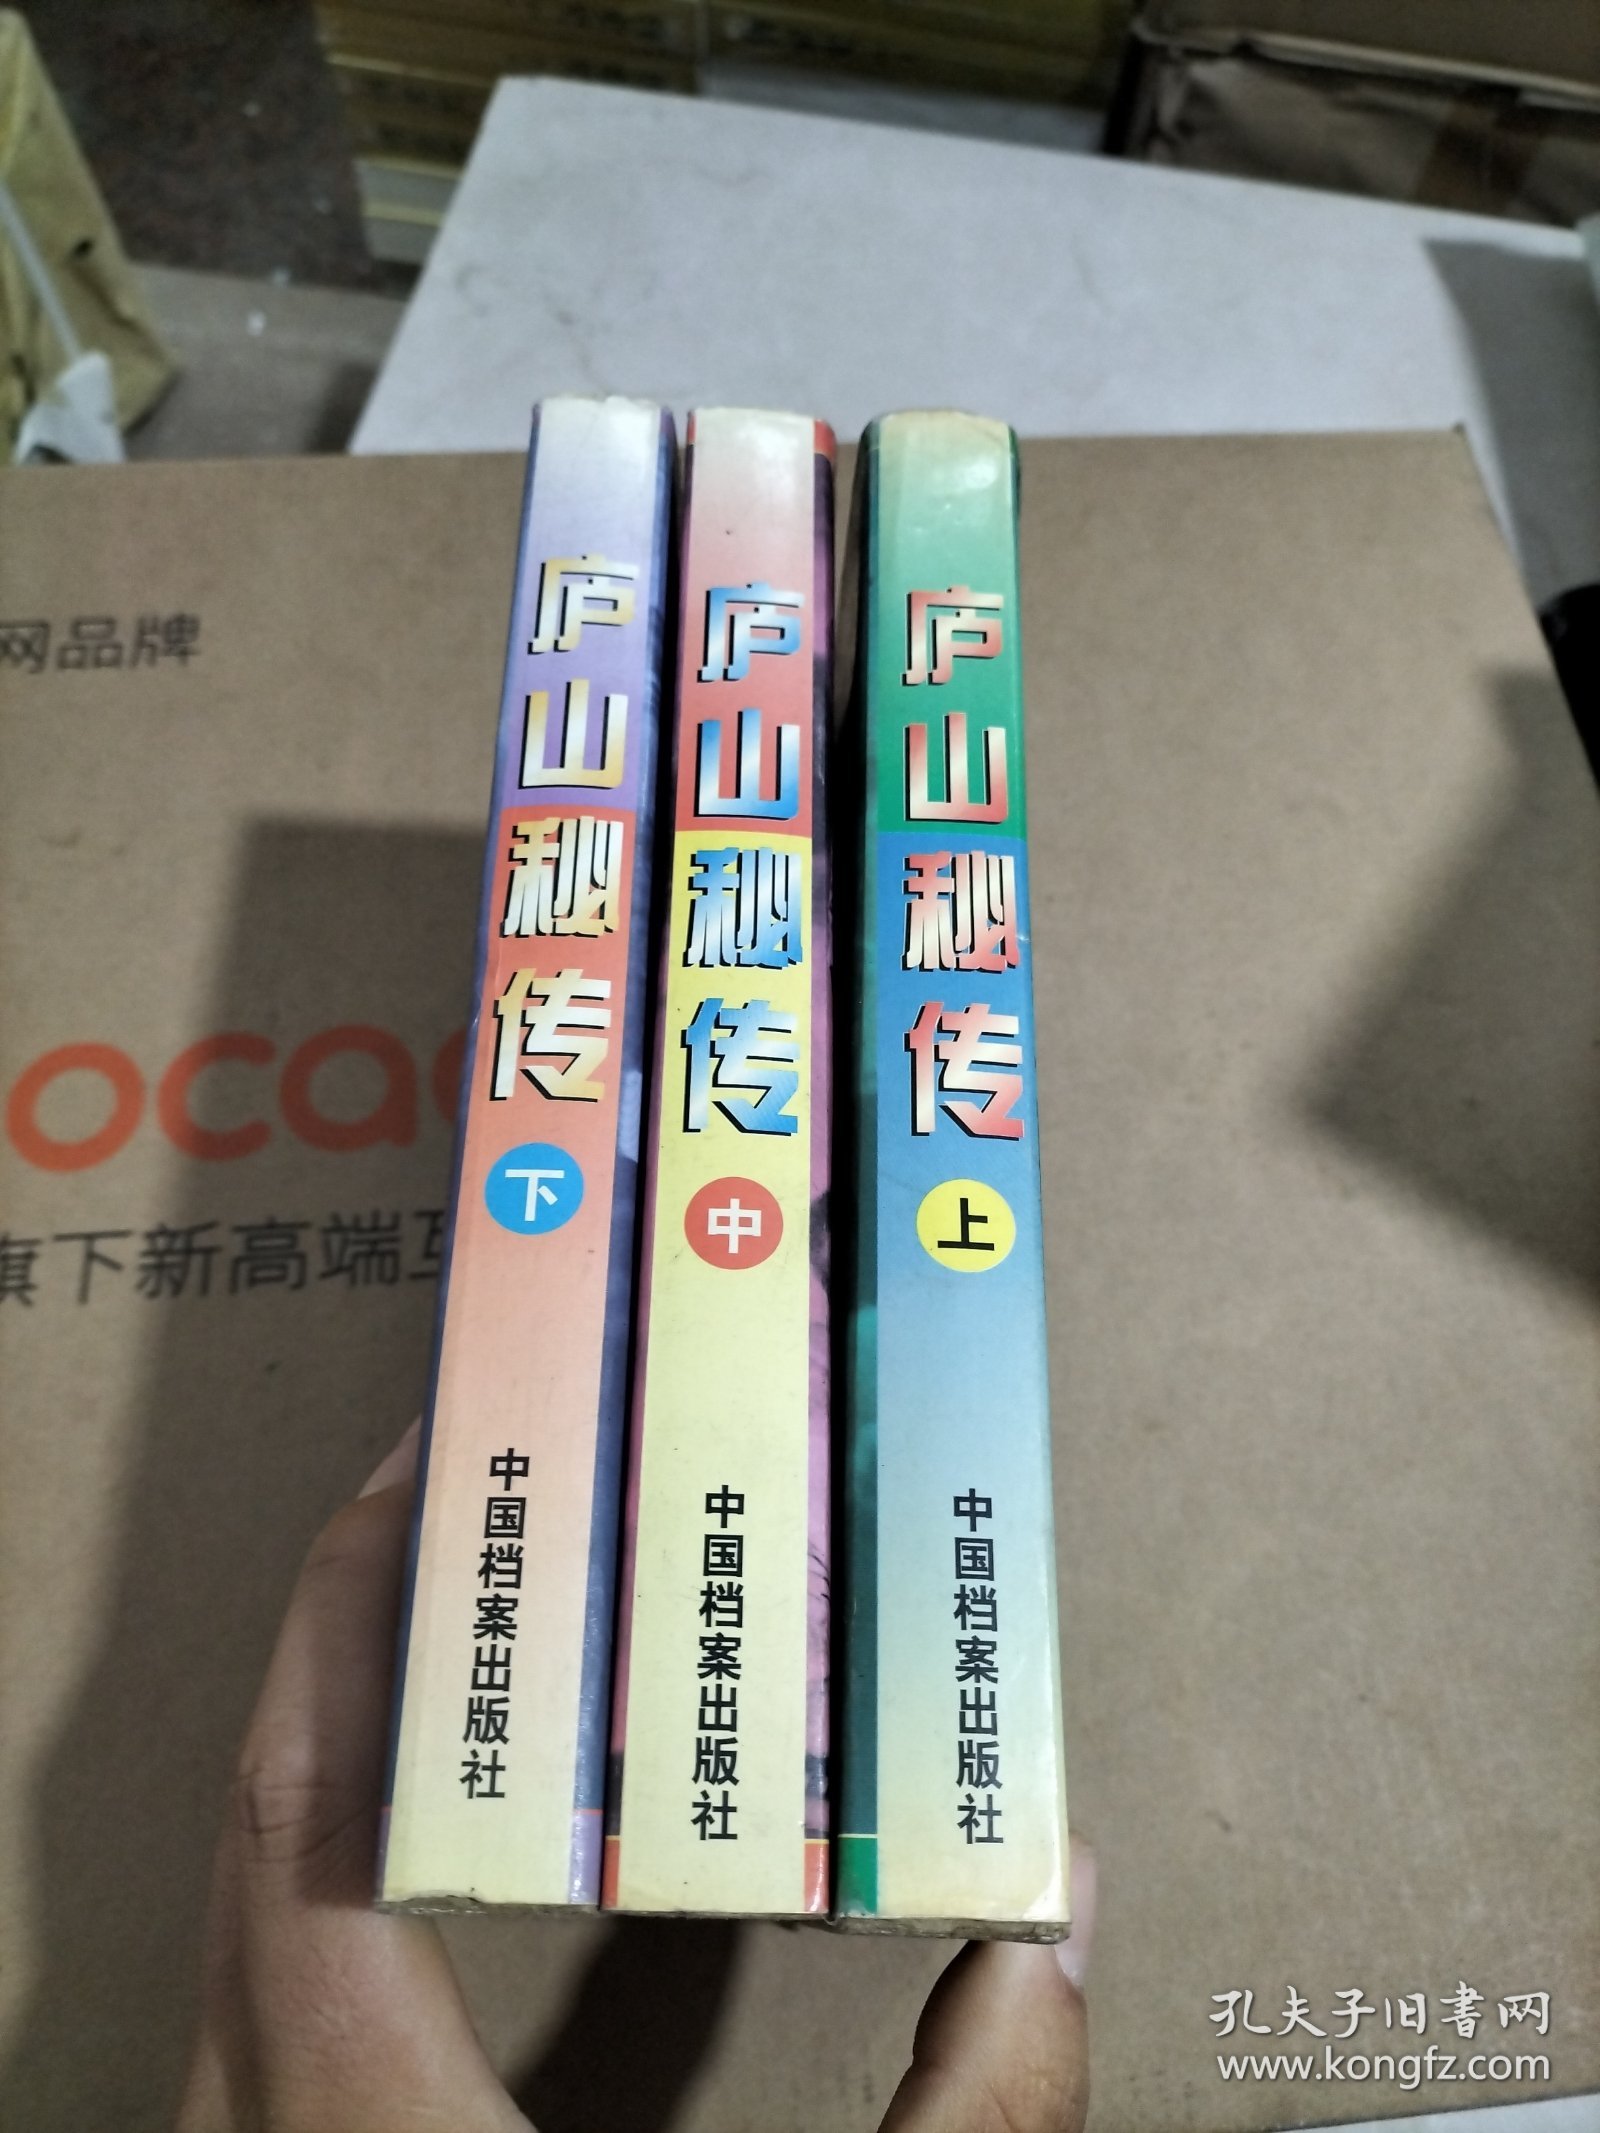 庐山秘传
下
中国档案出版社
庐山秘传
中
中国档案出版社
庐山秘传
上
中国档案出版社
网品牌
ocao
旗下新高端互
孔夫子旧书网
www.kongfz.com